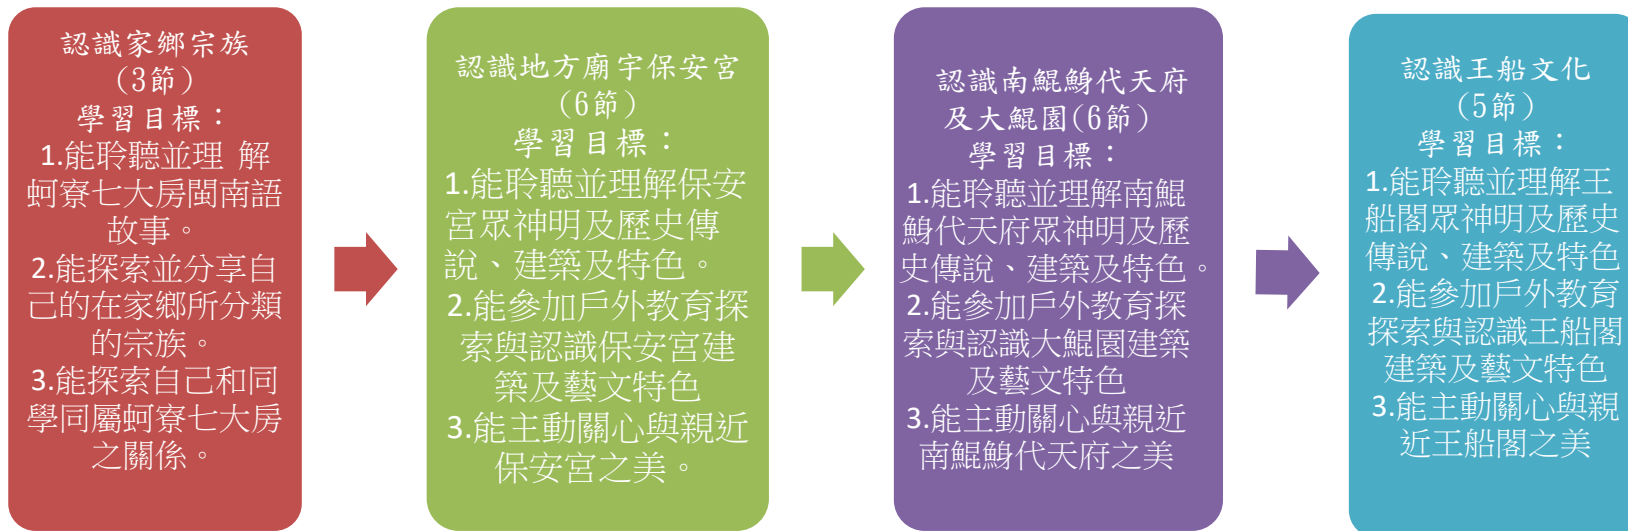 認識家鄉宗族
(3節)
學習目標：
1.能聆聽並理 解
蚵寮七大房閩南語
故事。
2.能探索並分享自
己的在家鄉所分類
的宗族。
3.能探索自己和同
學同屬蚵寮七大房
之關係。
認識地方廟宇保安宮
(6節)
學習目標：
1.能聆聽並理解保安
宮眾神明及歷史傳
說、建築及特色。
2.能參加戶外教育探
索與認識保安宮建
築及藝文特色
3.能主動關心與親近
保安宮之美。
認識南鯤鯓代天府
及大鯤園(6節)
學習目標：
1.能聆聽並理解南鯤
鯓代天府眾神明及歷
史傳說、建築及特色。
2.能參加戶外教育探
索與認識大鯤園建築
及藝文特色
3.能主動關心與親近
南鯤鯓代天府之美
認識王船文化
(5節)
學習目標：
1.能聆聽並理解王
船閣眾神明及歷史
傳說、建築及特色
2.能參加戶外教育
探索與認識王船閣
建築及藝文特色
3.能主動關心與親
近王船閣之美